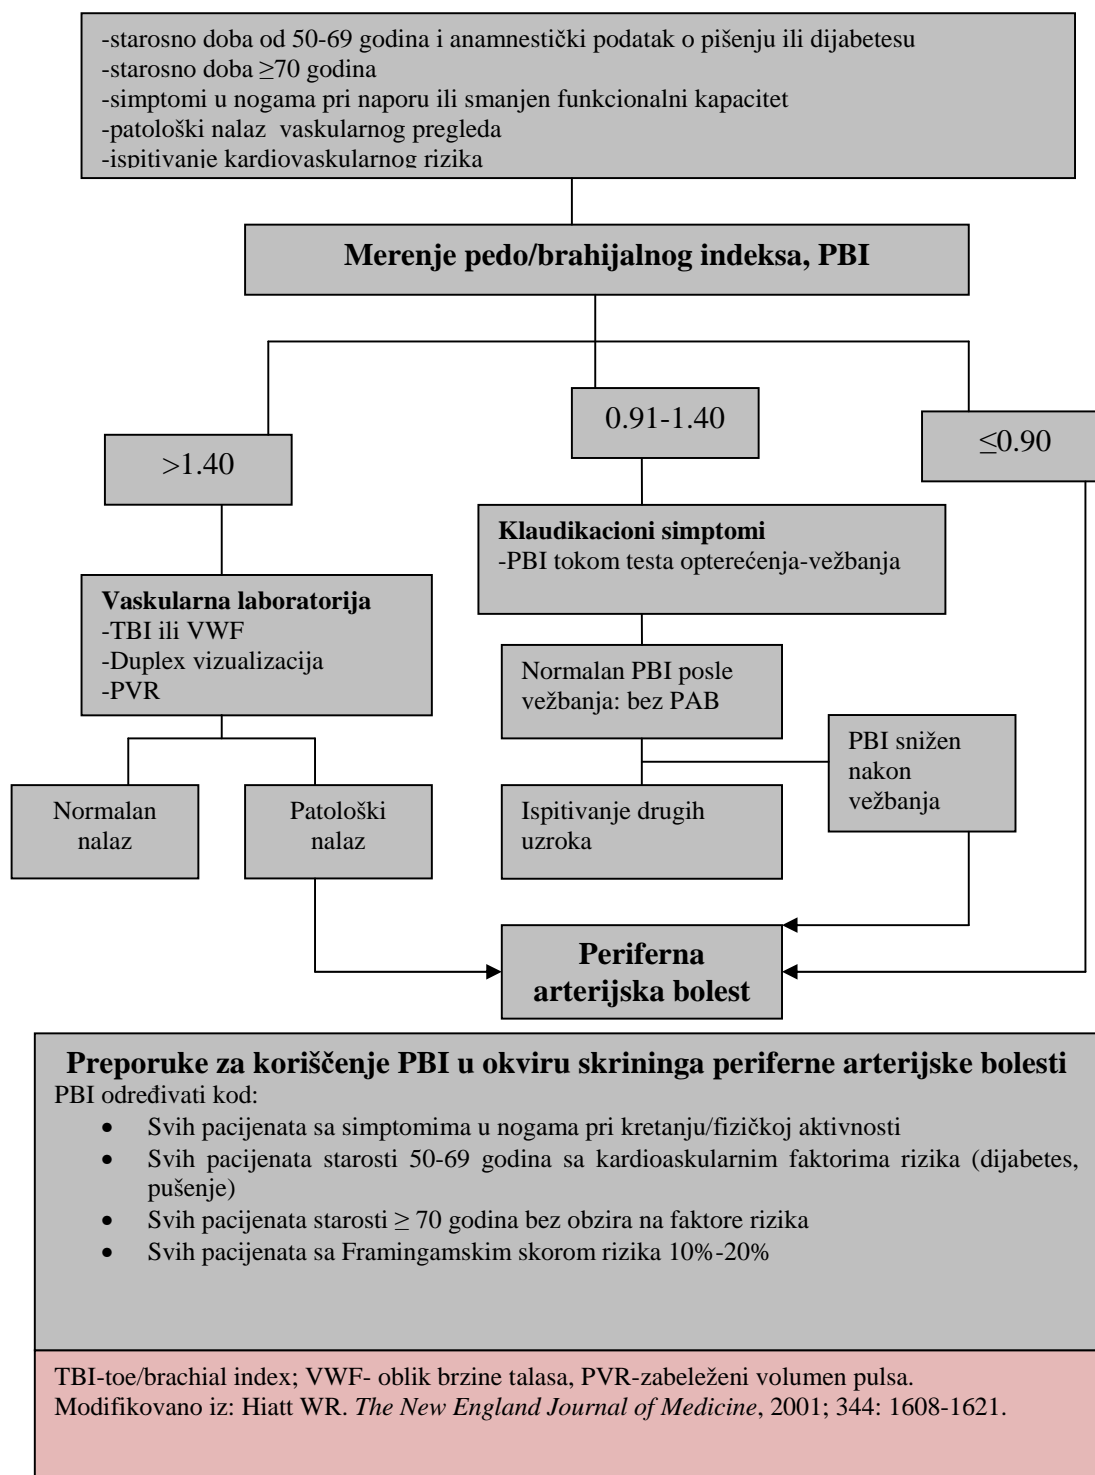 -starosno doba od 50-69 godina i anamnestički podatak o pišenju ili dijabetesu
-starosno doba ≥70 godina
-simptomi u nogama pri naporu ili smanjen funkcionalni kapacitet
-patološki nalaz vaskularnog pregleda
-ispitivanje kardiovaskularnog rizika
Merenje pedo/brahijalnog indeksa, PBI
>1.40
0.91-1.40
≤0.90
Vaskularna laboratorija
-TBI ili VWF
-Duplex vizualizacija
-PVR
Klaudikacioni simptomi
-PBI tokom testa opterećenja-vežbanja
Normalan PBI posle
vežbanja: bez PAB
PBI snižen
nakon
vežbanja
Normalan
nalaz
Patološki
nalaz
Ispitivanje drugih
uzroka
Periferna
arterijska bolest
Preporuke za koriščenje PBI u okviru skrininga periferne arterijske bolesti
PBI određivati kod:
• Svih pacijenata sa simptomima u nogama pri kretanju/fizičkoj aktivnosti
• Svih pacijenata starosti 50-69 godina sa kardioaskularnim faktorima rizika (dijabetes,
pušenje)
• Svih pacijenata starosti ≥ 70 godina bez obzira na faktore rizika
• Svih pacijenata sa Framingamskim skorom rizika 10%-20%
TBI-toe/brachial index; VWF- oblik brzine talasa, PVR-zabeleženi volumen pulsa.
Modifikovano iz: Hiatt WR. The New England Journal of Medicine, 2001; 344: 1608-1621.